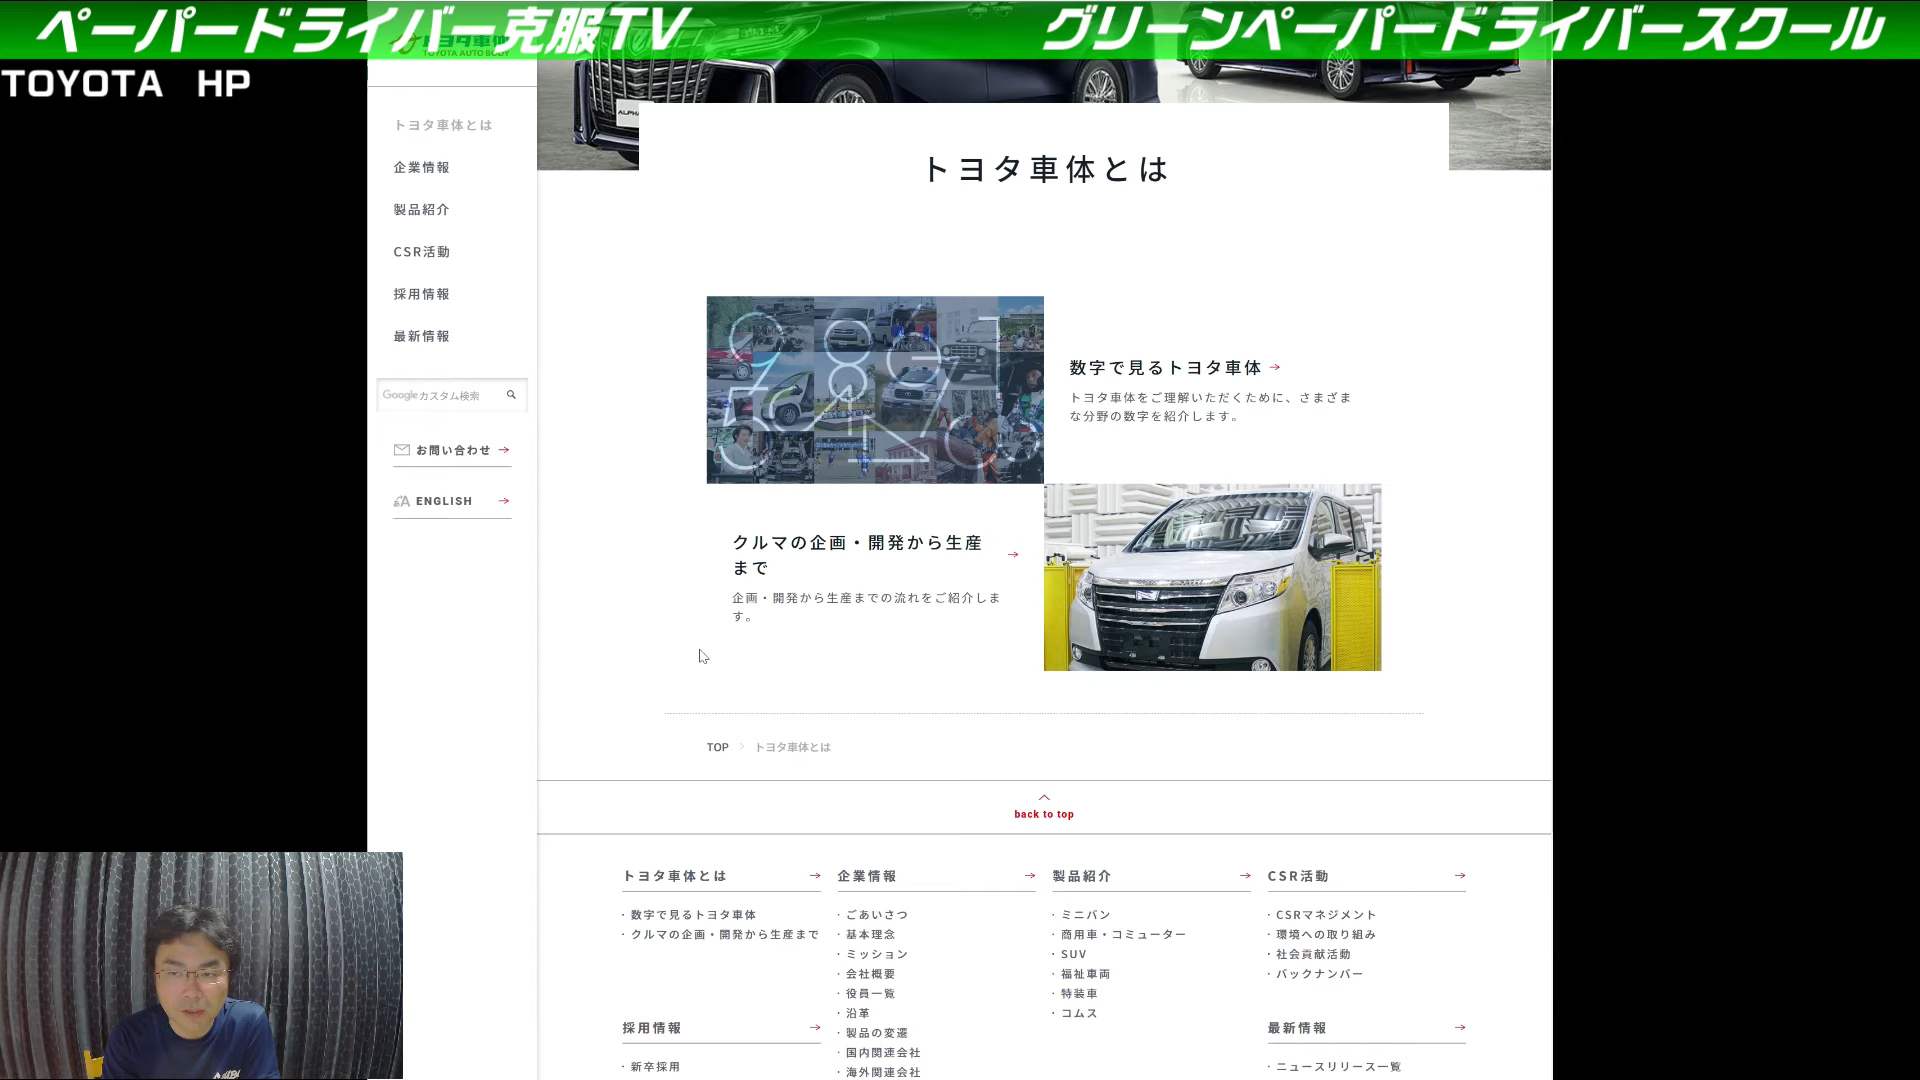 ペーパードライバー克服TV
グリーンペーパードライバースクール
TOYOTA HP
トヨタ車体
TOYOTA AUTO BODY
トヨタ車体とは
企業情報
製品紹介
CSR活動
採用情報
最新情報
Google カスタム検索
お問い合わせ
ENGLISH
トヨタ車体とは
数字で見るトヨタ車体
トヨタ車体をご理解いただくために、さまざま
な分野の数字を紹介します。
クルマの企画・開発から生産
まで
企画・開発から生産までの流れをご紹介しま
す。
TOP トヨタ車体とは
back to top
トヨタ車体とは
・数字で見るトヨタ車体
・クルマの企画・開発から生産まで
企業情報
・ごあいさつ
・基本理念
・ミッション
・会社概要
・役員一覧
・沿革
・製品の変遷
・国内関連会社
・海外関連会社
製品紹介
・ミニバン
・商用車・コミューター
・SUV
・福祉車両
・特装車
・コムス
CSR活動
・CSRマネジメント
・環境への取り組み
・社会貢献活動
・バックナンバー
採用情報
・新卒採用
最新情報
・ニュースリリース一覧